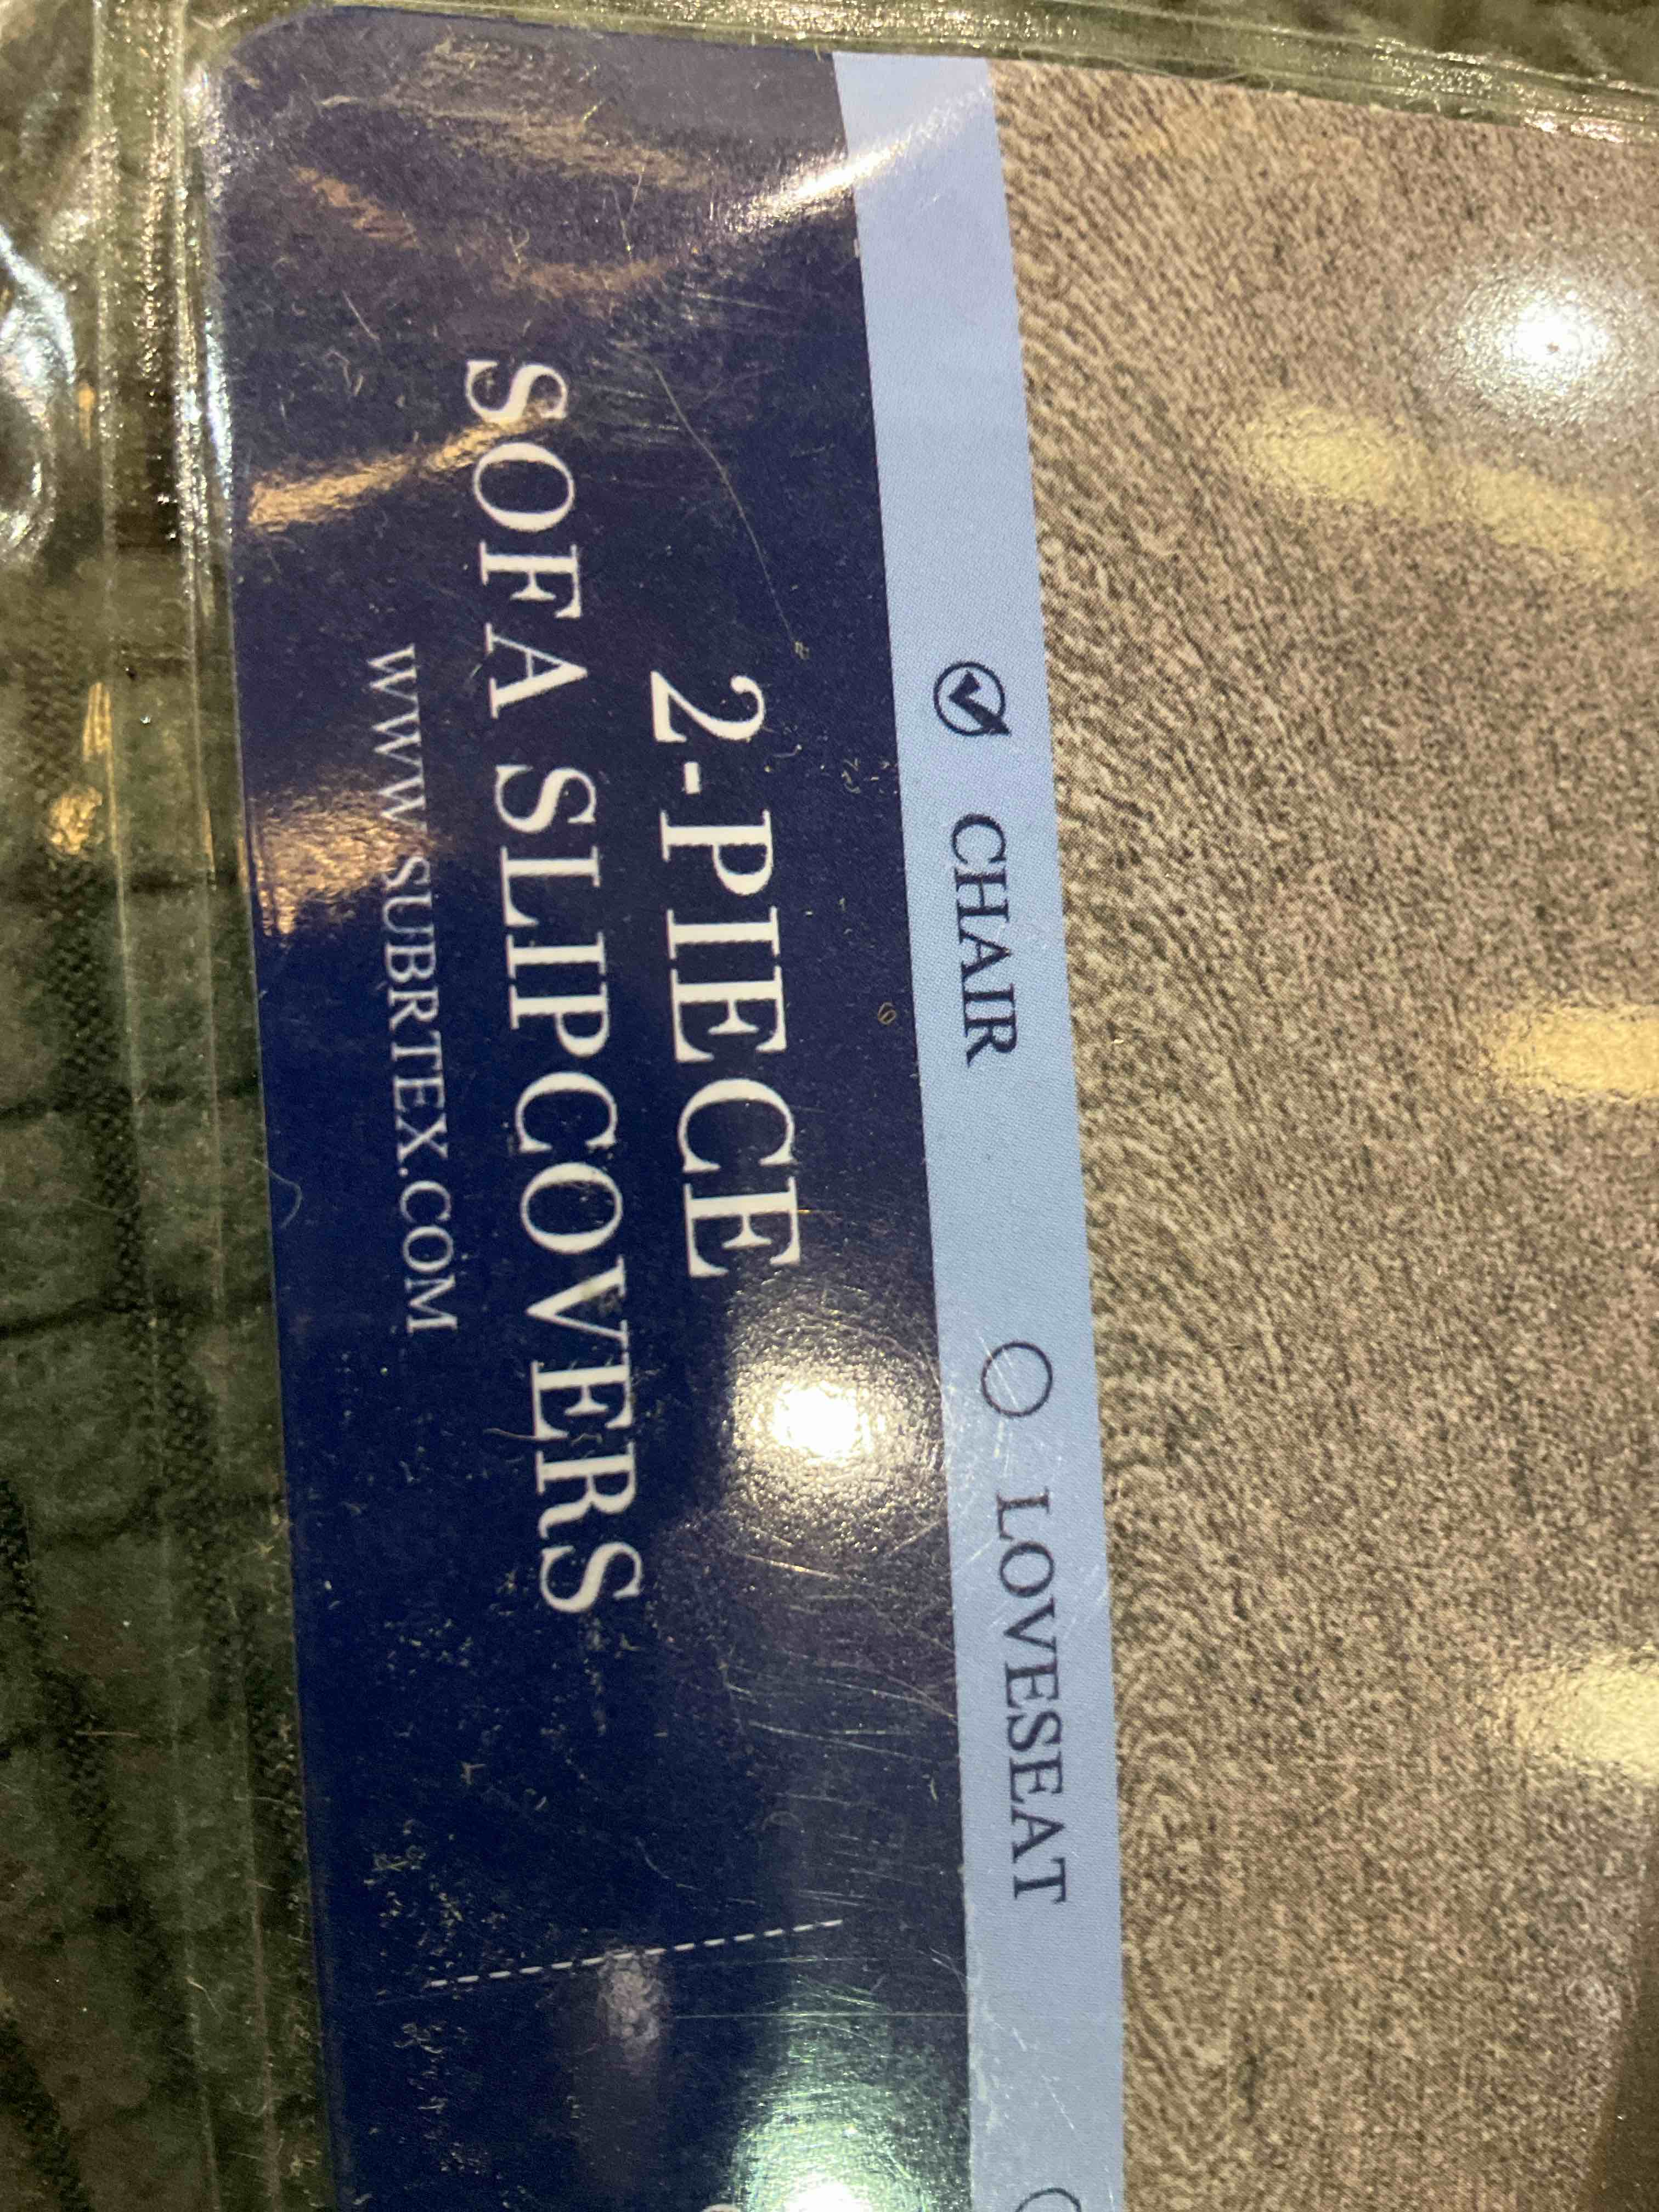 CHAIR LOVESEAT
2-PIECE
SOFA SLIPCOVERS
WWW.SUBRTEX.COM